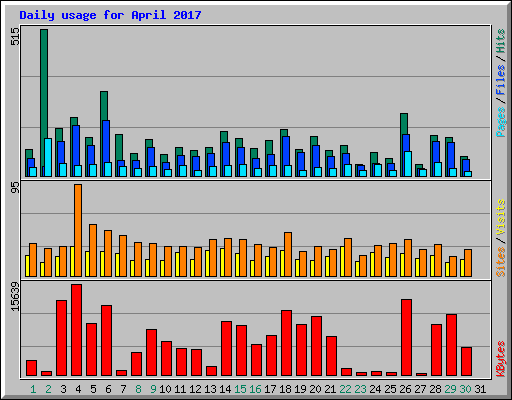 Daily usage for April 2017
515
Pages / Files / Hits
95
Sites / Visits
15639
KBytes
1 2 3 4 5 6 7 8 9 10 11 12 13 14 15 16 17 18 19 20 21 22 23 24 25 26 27 28 29 30 31